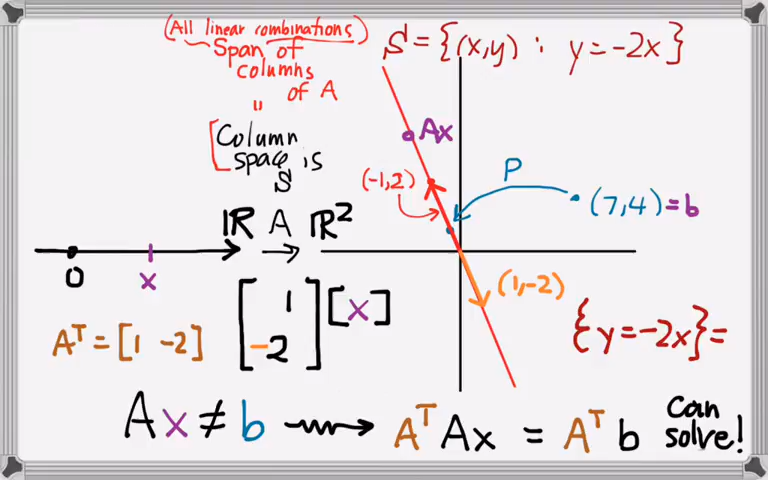 (All linear combinations)
Span of
columns
of A
"
[Column
space is
S
S = {(x,y) : y = -2x}
Ax
(-1,2)
P
(7,4) = b
ℝ A ℝ²
→
0 x
(1,-2)
Aᵀ = [1 -2]
[1
-2] [x]
{y = -2x} =
Ax ≠ b ⇝ AᵀAx = Aᵀb
Can
solve!